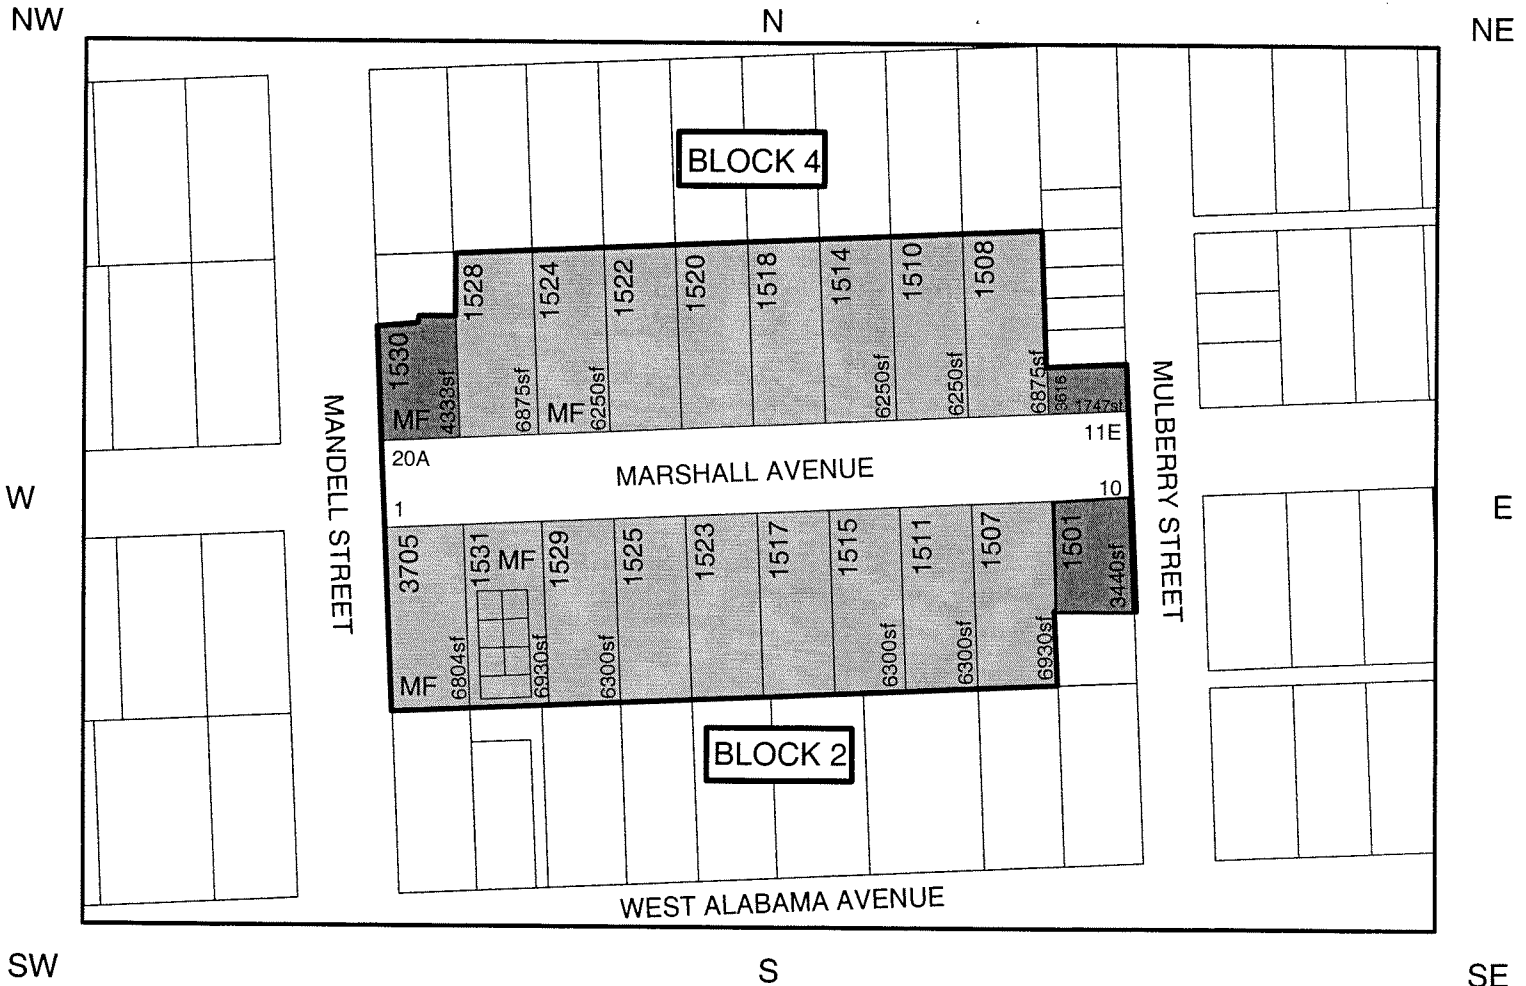 NW
N
NE
BLOCK 4
1528
1524
1522
1520
1518
1514
1510
1508
1530
MF
4333sf
6875sf
MF
6250sf
6250sf
6250sf
6875sf
3616
1747sf
MANDELL STREET
MULBERRY STREET
20A
11E
MARSHALL AVENUE
W
1
10
E
3705
1531
MF
1529
1525
1523
1517
1515
1511
1507
1501
3440sf
MF
6804sf
6930sf
6300sf
6300sf
6300sf
6930sf
BLOCK 2
WEST ALABAMA AVENUE
SW
S
SE